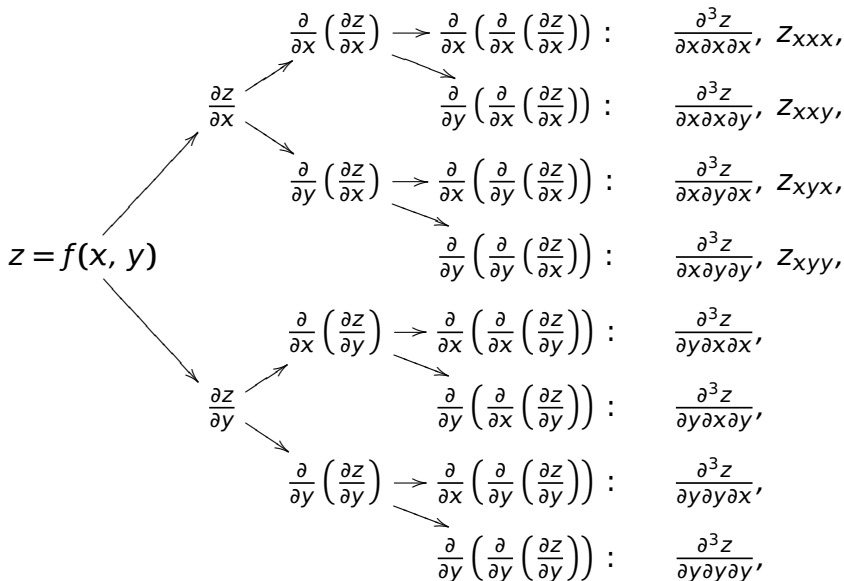 ∂/∂x (∂z/∂x) → ∂/∂x (∂/∂x (∂z/∂x)) : ∂³z/∂x∂x∂x, z_xxx,
∂z/∂x
∂/∂y (∂/∂x (∂z/∂x)) : ∂³z/∂x∂x∂y, z_xxy,
∂/∂y (∂z/∂x) → ∂/∂x (∂/∂y (∂z/∂x)) : ∂³z/∂x∂y∂x, z_xyx,
z = f(x, y)
∂/∂y (∂/∂y (∂z/∂x)) : ∂³z/∂x∂y∂y, z_xyy,
∂/∂x (∂z/∂y) → ∂/∂x (∂/∂x (∂z/∂y)) : ∂³z/∂y∂x∂x,
∂z/∂y
∂/∂y (∂/∂x (∂z/∂y)) : ∂³z/∂y∂x∂y,
∂/∂y (∂z/∂y) → ∂/∂x (∂/∂y (∂z/∂y)) : ∂³z/∂y∂y∂x,
∂/∂y (∂/∂y (∂z/∂y)) : ∂³z/∂y∂y∂y,